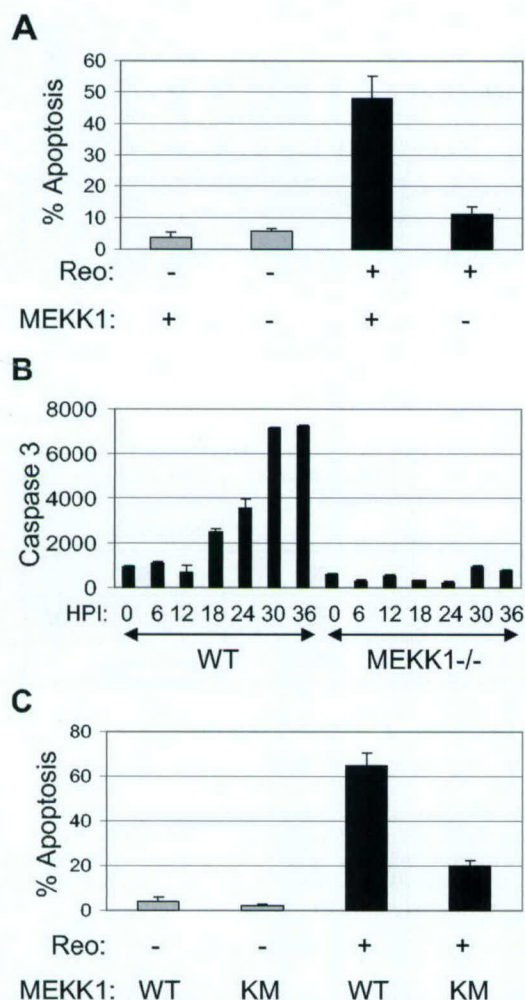 A
60
50
40
30
20
10
0
% Apoptosis
Reo: - - + +
MEKK1: + - + -
B
8000
6000
4000
2000
0
Caspase 3
HPI: 0 6 12 18 24 30 36 0 6 12 18 24 30 36
WT MEKK1-/-
C
80
60
40
20
0
% Apoptosis
Reo: - - + +
MEKK1: WT KM WT KM